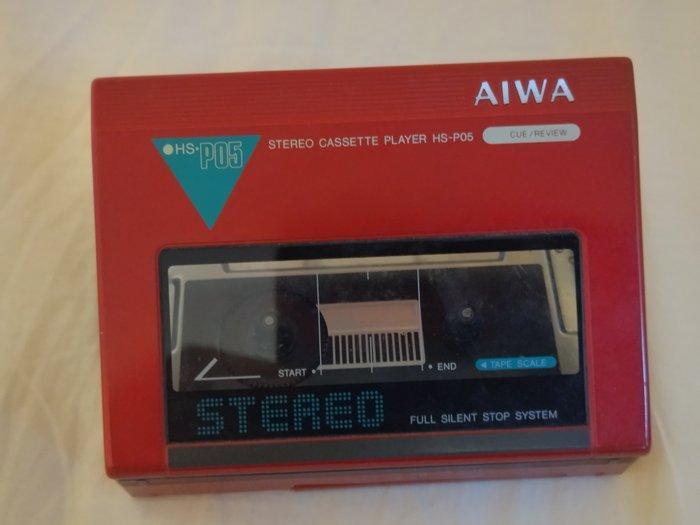 AIWA
HS-P05
STEREO CASSETTE PLAYER HS-P05
CUE/REVIEW
START
END
TAPE SCALE
STEREO
FULL SILENT STOP SYSTEM